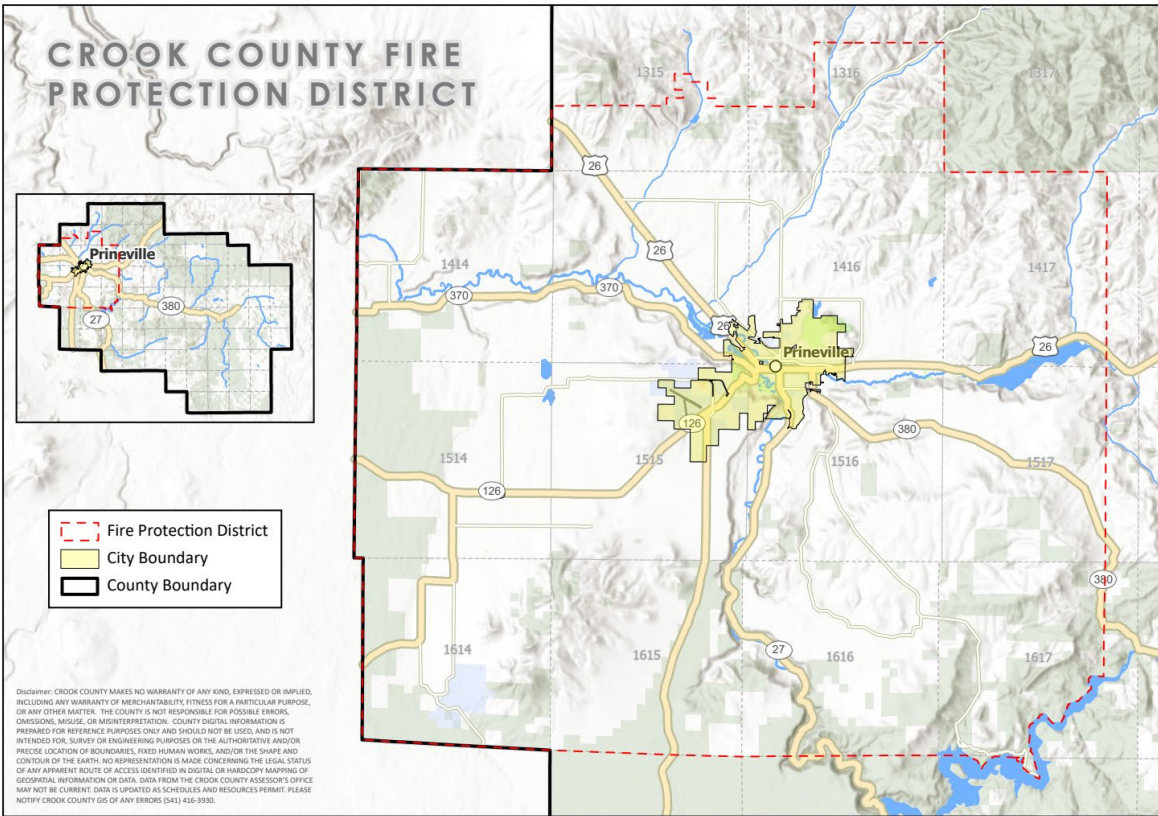 CROOK COUNTY FIRE
PROTECTION DISTRICT
1315
1316
1317
26
26
1414
1416
1417
370
370
26
26
Prineville
126
380
1514
1515
1516
1517
126
380
1614
1615
27
1616
1617
Prineville
380
27
Fire Protection District
City Boundary
County Boundary
Disclaimer: CROOK COUNTY MAKES NO WARRANTY OF ANY KIND, EXPRESSED OR IMPLIED,
INCLUDING ANY WARRANTY OF MERCHANTABILITY, FITNESS FOR A PARTICULAR PURPOSE,
OR ANY OTHER MATTER. THE COUNTY IS NOT RESPONSIBLE FOR POSSIBLE ERRORS,
OMISSIONS, MISUSE, OR MISINTERPRETATION. COUNTY DIGITAL INFORMATION IS
PREPARED FOR REFERENCE PURPOSES ONLY AND SHOULD NOT BE USED, AND IS NOT
INTENDED FOR, SURVEY OR ENGINEERING PURPOSES OR THE AUTHORITATIVE AND/OR
PRECISE LOCATION OF BOUNDARIES, FIXED HUMAN WORKS, AND/OR THE SHAPE AND
CONTOUR OF THE EARTH. NO REPRESENTATION IS MADE CONCERNING THE LEGAL STATUS
OF ANY APPARENT ROUTE OF ACCESS IDENTIFIED IN DIGITAL OR HARDCOPY MAPPING OF
GEOSPATIAL INFORMATION OR DATA. DATA FROM THE CROOK COUNTY ASSESSOR'S OFFICE
MAY NOT BE CURRENT. DATA IS UPDATED AS SCHEDULES AND RESOURCES PERMIT. PLEASE
NOTIFY CROOK COUNTY GIS OF ANY ERRORS (541) 416-3930.